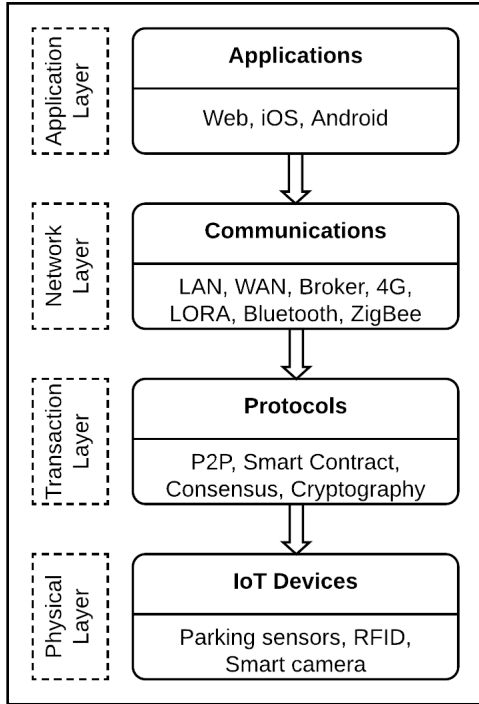 Application
Layer
Applications
Web, iOS, Android
Network
Layer
Communications
LAN, WAN, Broker, 4G,
LORA, Bluetooth, ZigBee
Transaction
Layer
Protocols
P2P, Smart Contract,
Consensus, Cryptography
Physical
Layer
IoT Devices
Parking sensors, RFID,
Smart camera